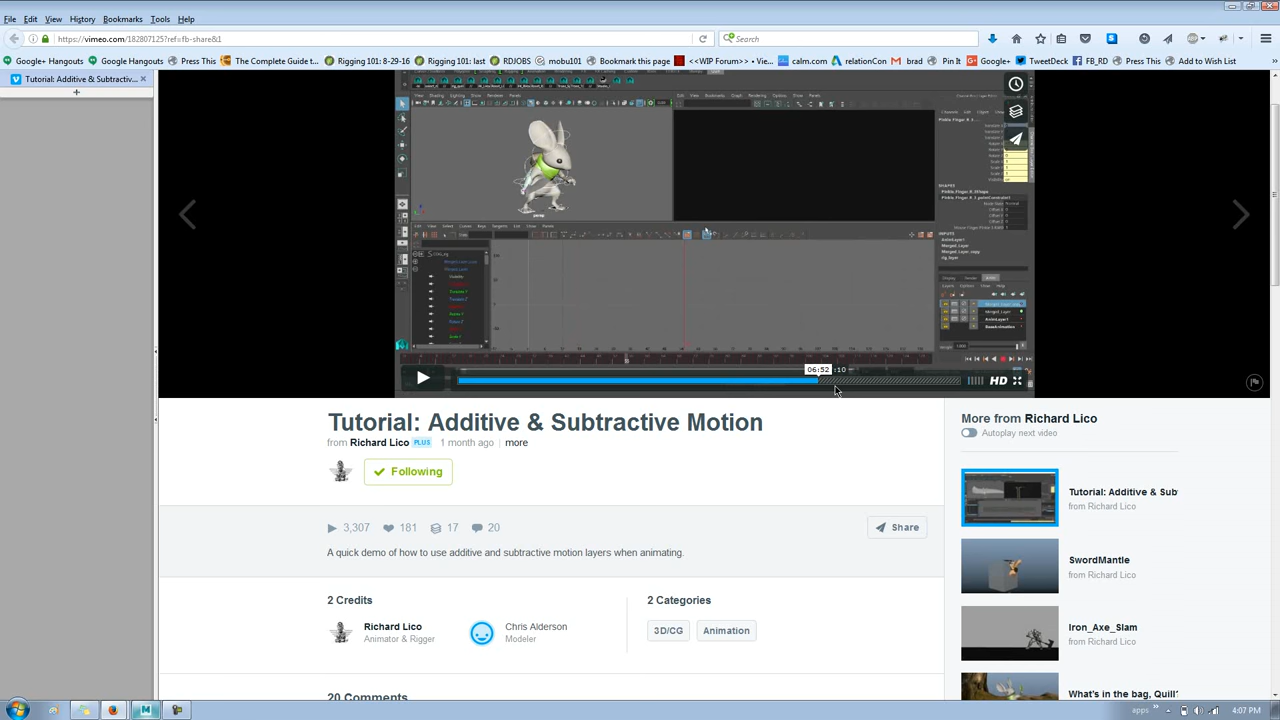 File Edit View History Bookmarks Tools Help
https://vimeo.com/182807125?ref=fb-share&1
Search
Google+ Hangouts Google Hangouts Press This The Complete Guide... Rigging 101: 8-29-16 Rigging 101: last RD/JOBS mobu101 Bookmark this page <<WIP Forum>> • Vie... calm.com relationCon brad Pin It Google+ TweetDeck FB_RD Press This Add to Wish List
Tutorial: Additive & Subtractiv...
persp
06:52 :10
HD
Tutorial: Additive & Subtractive Motion
from Richard Lico PLUS 1 month ago more
Following
3,307 181 17 20
Share
A quick demo of how to use additive and subtractive motion layers when animating.
2 Credits
Richard Lico
Animator & Rigger
Chris Alderson
Modeler
2 Categories
3D/CG Animation
20 Comments
More from Richard Lico
Autoplay next video
Tutorial: Additive & Sub
from Richard Lico
SwordMantle
from Richard Lico
Iron_Axe_Slam
from Richard Lico
What's in the bag, Quill?
apps 4:07 PM